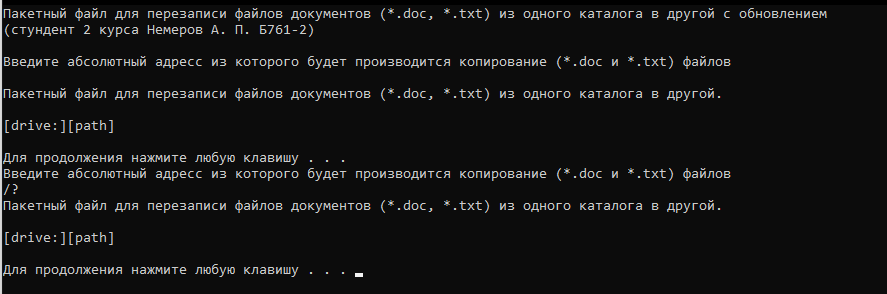 Пакетный файл для перезаписи файлов документов (*.doc, *.txt) из одного каталога в другой с обновлением
(стундент 2 курса Немеров А. П. Б761-2)
Введите абсолютный адресс из которого будет производится копирование (*.doc и *.txt) файлов
Пакетный файл для перезаписи файлов документов (*.doc, *.txt) из одного каталога в другой.
[drive:][path]
Для продолжения нажмите любую клавишу . . .
Введите абсолютный адресс из которого будет производится копирование (*.doc и *.txt) файлов
/?
Пакетный файл для перезаписи файлов документов (*.doc, *.txt) из одного каталога в другой.
[drive:][path]
Для продолжения нажмите любую клавишу . . .